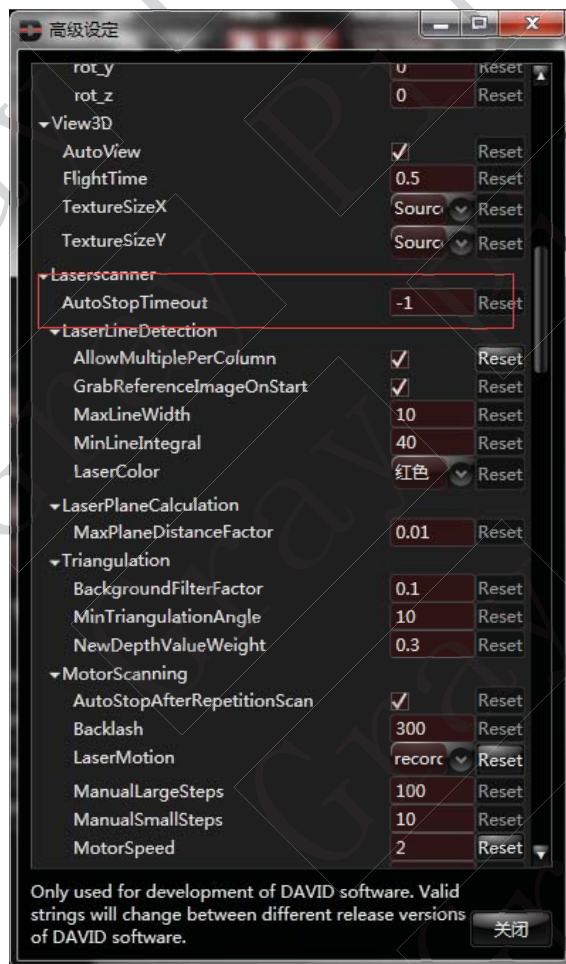 高级设定
rot_y 0 Reset
rot_z 0 Reset
View3D
AutoView Reset
FlightTime 0.5 Reset
TextureSizeX Sourc Reset
TextureSizeY Sourc Reset
Laserscanner
AutoStopTimeout -1 Reset
LaserLineDetection
AllowMultiplePerColumn Reset
GrabReferenceImageOnStart Reset
MaxLineWidth 10 Reset
MinLineIntegral 40 Reset
LaserColor 红色 Reset
LaserPlaneCalculation
MaxPlaneDistanceFactor 0.01 Reset
Triangulation
BackgroundFilterFactor 0.1 Reset
MinTriangulationAngle 10 Reset
NewDepthValueWeight 0.3 Reset
MotorScanning
AutoStopAfterRepetitionScan Reset
Backlash 300 Reset
LaserMotion recorc Reset
ManualLargeSteps 100 Reset
ManualSmallSteps 10 Reset
MotorSpeed 2 Reset
Only used for development of DAVID software. Valid
strings will change between different release versions
of DAVID software.
关闭